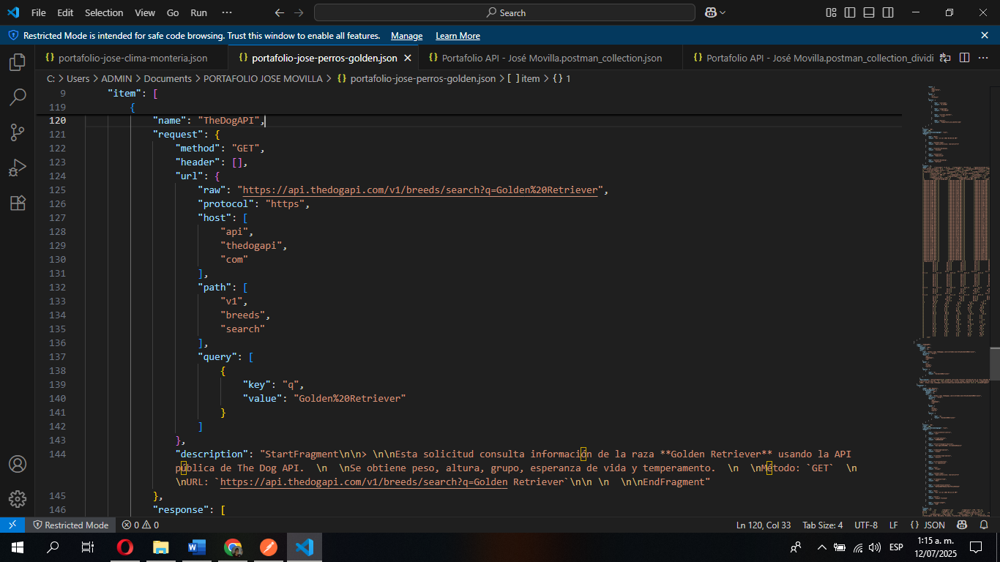 File Edit Selection View Go Run ··· Search
Restricted Mode is intended for safe code browsing. Trust this window to enable all features. Manage Learn More
portafolio-jose-clima-monteria.json portafolio-jose-perros-golden.json Portafolio API - José Movilla.postman_collection.json Portafolio API - José Movilla.postman_collection_dividi
C: > Users > ADMIN > Documents > PORTAFOLIO JOSE MOVILLA > {} portafolio-jose-perros-golden.json > [ ] item > {} 1
9 "item": [
119 {
120 "name": "TheDogAPI",
121 "request": {
122 "method": "GET",
123 "header": [],
124 "url": {
125 "raw": "https://api.thedogapi.com/v1/breeds/search?q=Golden%20Retriever",
126 "protocol": "https",
127 "host": [
128 "api",
129 "thedogapi",
130 "com"
131 ],
132 "path": [
133 "v1",
134 "breeds",
135 "search"
136 ],
137 "query": [
138 {
139 "key": "q",
140 "value": "Golden%20Retriever"
141 }
142 ]
143 },
144 "description": "StartFragment\n\n> \n\nEsta solicitud consulta información de la raza **Golden Retriever** usando la API
pública de The Dog API.  \n  \nSe obtiene peso, altura, grupo, esperanza de vida y temperamento.  \n  \nMétodo: `GET`  \n
\nURL: `https://api.thedogapi.com/v1/breeds/search?q=Golden Retriever`\n\n \n  \n\nEndFragment"
145 },
146 "response": [
Restricted Mode 0 0 Ln 120, Col 33 Tab Size: 4 UTF-8 LF {} JSON
ESP 1:15 a. m.
12/07/2025